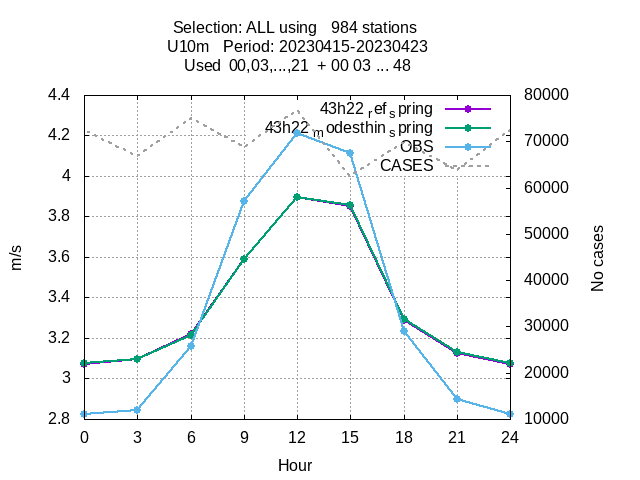 Selection: ALL using   984 stations
U10m   Period: 20230415-20230423
Used  00,03,...,21  + 00 03 ... 48
4.4
4.2
4
3.8
3.6
3.4
3.2
3
2.8
80000
70000
60000
50000
40000
30000
20000
10000
43h22 ref spring
43h22 modesthin spring
OBS
CASES
m/s
No cases
0 3 6 9 12 15 18 21 24
Hour